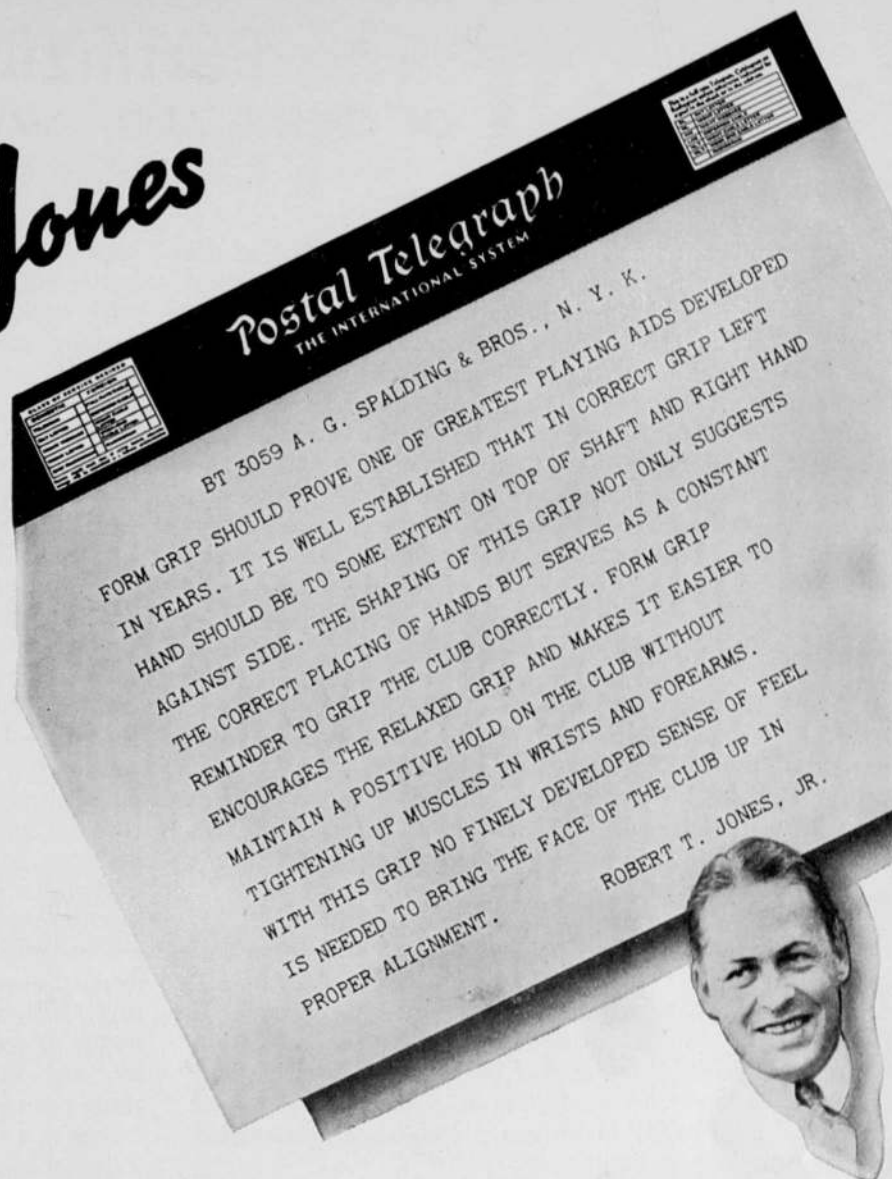 Jones
Postal Telegraph
THE INTERNATIONAL SYSTEM
BT 3059 A. G. SPALDING & BROS., N. Y. K.
FORM GRIP SHOULD PROVE ONE OF GREATEST PLAYING AIDS DEVELOPED
IN YEARS. IT IS WELL ESTABLISHED THAT IN CORRECT GRIP LEFT
HAND SHOULD BE TO SOME EXTENT ON TOP OF SHAFT AND RIGHT HAND
AGAINST SIDE. THE SHAPING OF THIS GRIP NOT ONLY SUGGESTS
THE CORRECT PLACING OF HANDS BUT SERVES AS A CONSTANT
REMINDER TO GRIP THE CLUB CORRECTLY. FORM GRIP
ENCOURAGES THE RELAXED GRIP AND MAKES IT EASIER TO
MAINTAIN A POSITIVE HOLD ON THE CLUB WITHOUT
TIGHTENING UP MUSCLES IN WRISTS AND FOREARMS.
WITH THIS GRIP NO FINELY DEVELOPED SENSE OF FEEL
IS NEEDED TO BRING THE FACE OF THE CLUB UP IN
PROPER ALIGNMENT.
ROBERT T. JONES, JR.